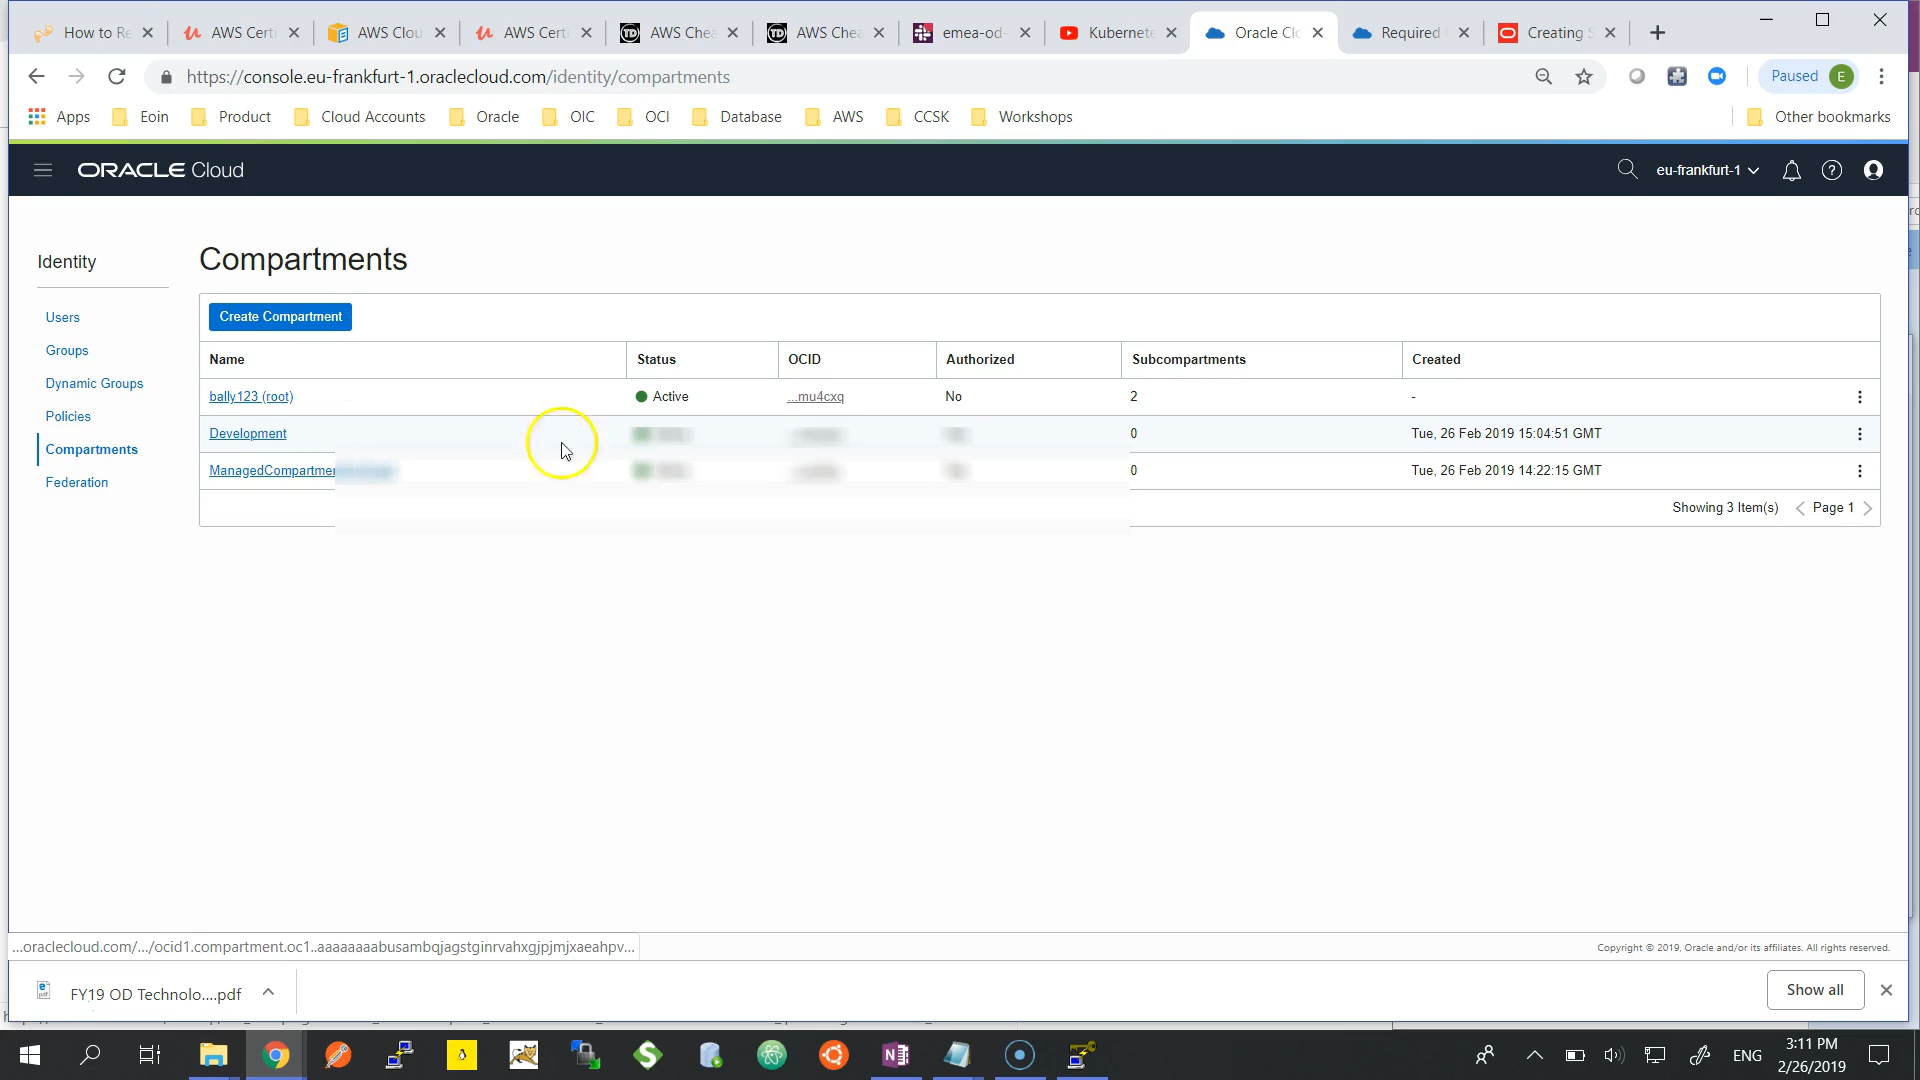 How to Re
AWS Certi
AWS Clou
AWS Certi
AWS Chea
AWS Chea
emea-od-
Kubernete
Oracle Clo
Required
Creating S
https://console.eu-frankfurt-1.oraclecloud.com/identity/compartments
Paused E
Apps Eoin Product Cloud Accounts Oracle OIC OCI Database AWS CCSK Workshops Other bookmarks
ORACLE Cloud
eu-frankfurt-1
Identity
Users
Groups
Dynamic Groups
Policies
Compartments
Federation
Compartments
Create Compartment
Name Status OCID Authorized Subcompartments Created
bally123 (root) Active ...mu4cxq No 2 -
Development 0 Tue, 26 Feb 2019 15:04:51 GMT
ManagedCompartmen 0 Tue, 26 Feb 2019 14:22:15 GMT
Showing 3 Item(s) Page 1
...oraclecloud.com/.../ocid1.compartment.oc1..aaaaaaaabusambqjagstginrvahxgjpjmjxaeahpv...
Copyright © 2019, Oracle and/or its affiliates. All rights reserved.
FY19 OD Technolo....pdf
Show all
ENG
3:11 PM
2/26/2019